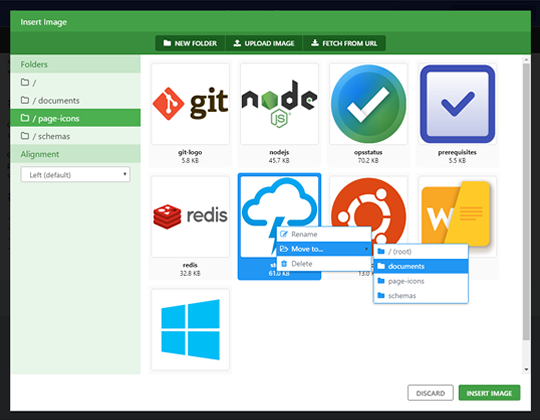 Insert Image
NEW FOLDER
UPLOAD IMAGE
FETCH FROM URL
Folders
/
/ documents
/ page-icons
/ schemas
Alignment
Left (default)
git
git-logo
5.8 KB
node
JS
nodejs
45.7 KB
opsstatus
70.2 KB
prerequisites
5.5 KB
redis
redis
32.8 KB
61.0 KB
13.0
W
Rename
Move to...
Delete
/ (root)
documents
page-icons
schemas
DISCARD
INSERT IMAGE